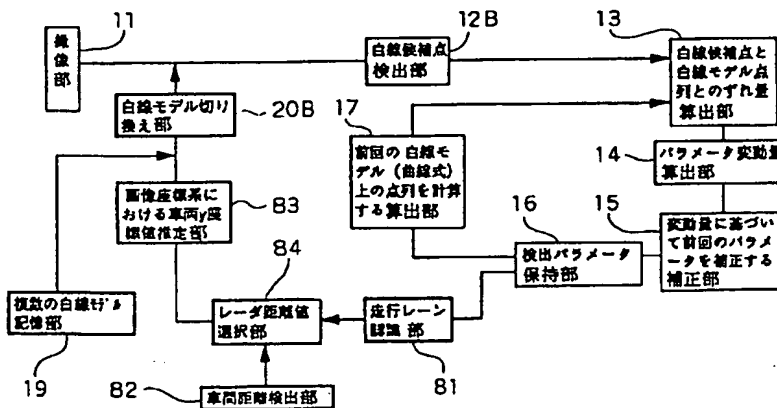 11
撮
像
部
12B
白線候補点
検出部
13
白線候補点と
白線モデル点
列とのずれ量
算出部
白線モデル切り
換え部
20B
17
前回の白線モ
デル(曲線式)
上の点列を計算
する算出部
14
パラメータ変動量
算出部
画像座標系に
おける車両y座
標値推定部
83
16
検出パラメータ
保持部
15
変動量に基づい
て前回のパラメ
ータを補正する
補正部
84
複数の白線モデル
記憶部
19
レーダ距離値
選択部
走行レーン
認識部
81
82
車間距離検出部